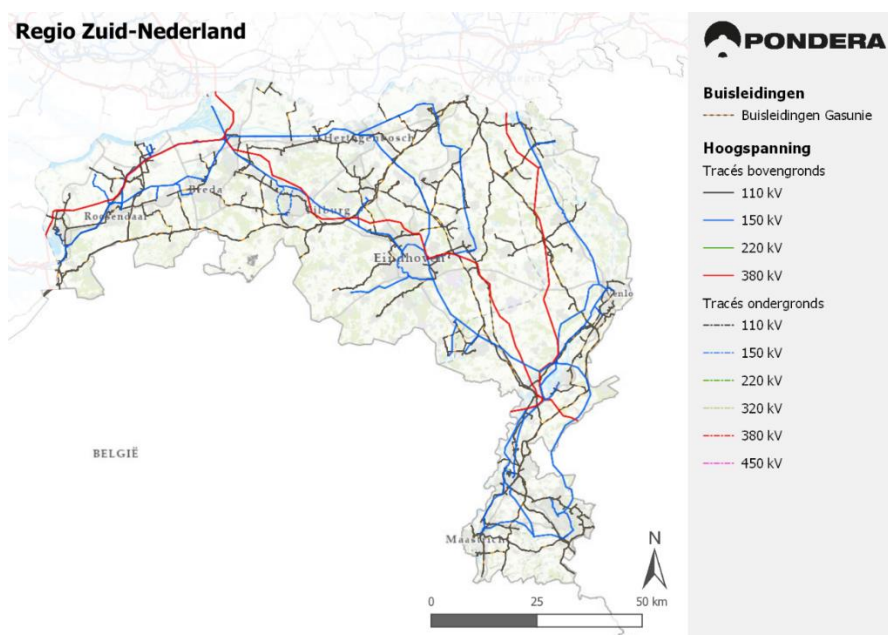 Regio Zuid-Nederland
PONDERA
Buisleidingen
Buisleidingen Gasunie
Hoogspanning
Tracés bovengronds
110 kV
150 kV
220 kV
380 kV
Tracés ondergronds
110 kV
150 kV
220 kV
320 kV
380 kV
450 kV
Hertogenbosch
Breda
Tilburg
Roosendaal
Eindhoven
Venlo
BELGIË
Maastricht
N
0 25 50 km